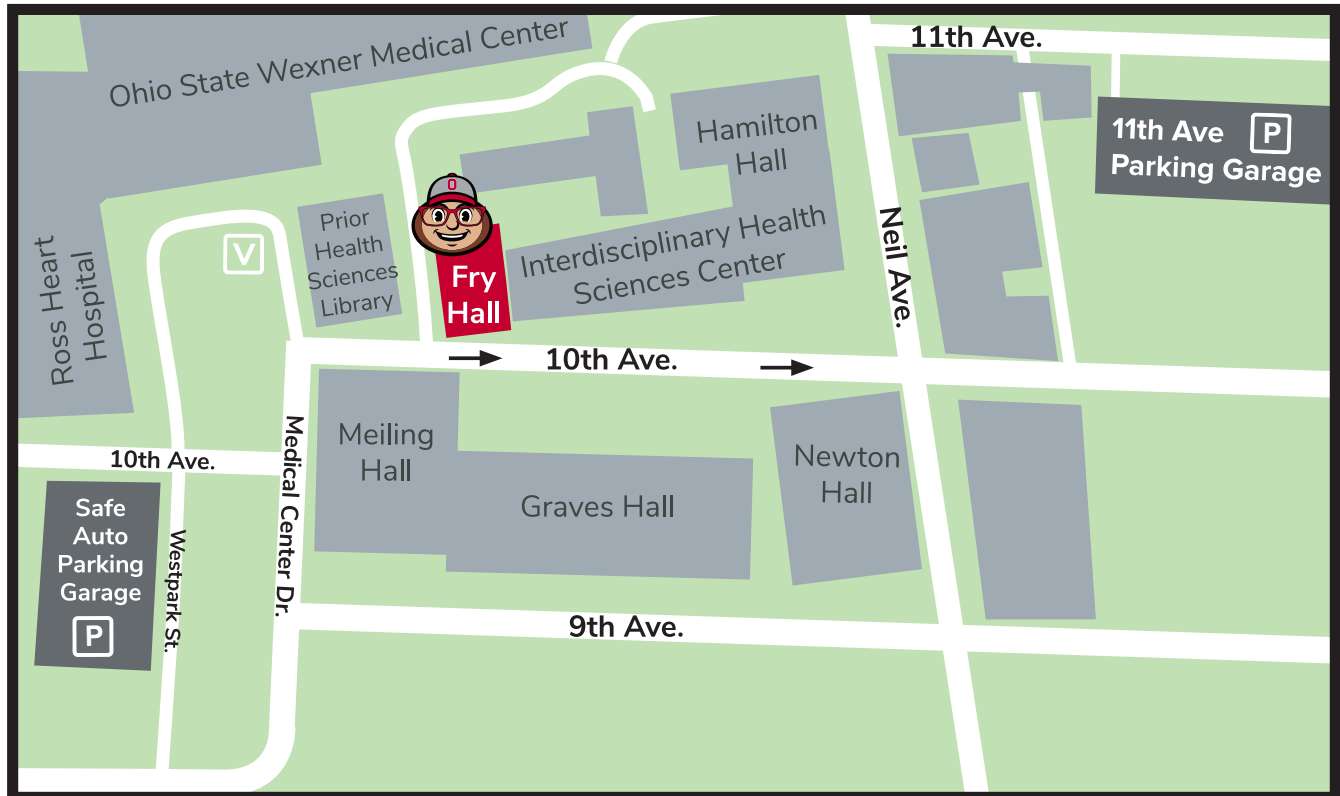 Ohio State Wexner Medical Center
11th Ave.
11th Ave P
Parking Garage
Hamilton
Hall
O
Prior
Health
Sciences
Library
V
Ross Heart
Hospital
Fry
Hall
Interdisciplinary Health
Sciences Center
Neil Ave.
10th Ave.
Meiling
Hall
Graves Hall
Newton
Hall
Medical Center Dr.
10th Ave.
Safe
Auto
Parking
Garage
P
Westpark St.
9th Ave.